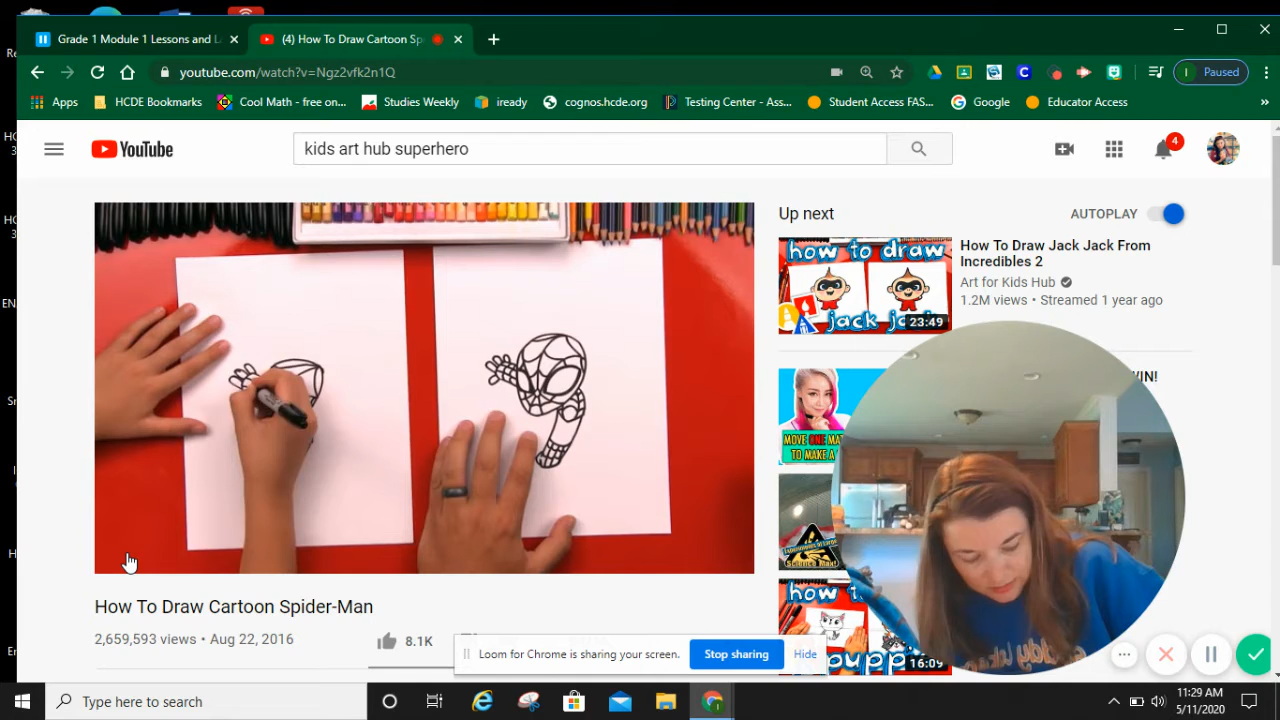 Grade 1 Module 1 Lessons and L
(4) How To Draw Cartoon Sp
youtube.com/watch?v=Ngz2vfk2n1Q
Paused
Apps
HCDE Bookmarks
Cool Math - free on...
Studies Weekly
iready
cognos.hcde.org
Testing Center - Ass...
Student Access FAS...
Google
Educator Access
YouTube
kids art hub superhero
4
Up next
AUTOPLAY
how to draw
jack jack
23:49
How To Draw Jack Jack From
Incredibles 2
Art for Kids Hub
1.2M views • Streamed 1 year ago
WIN!
MOVE ONE MA
TO MAKE A
how t
puppy
16:09
How To Draw Cartoon Spider-Man
2,659,593 views • Aug 22, 2016
8.1K
Loom for Chrome is sharing your screen.
Stop sharing
Hide
Type here to search
11:29 AM
5/11/2020